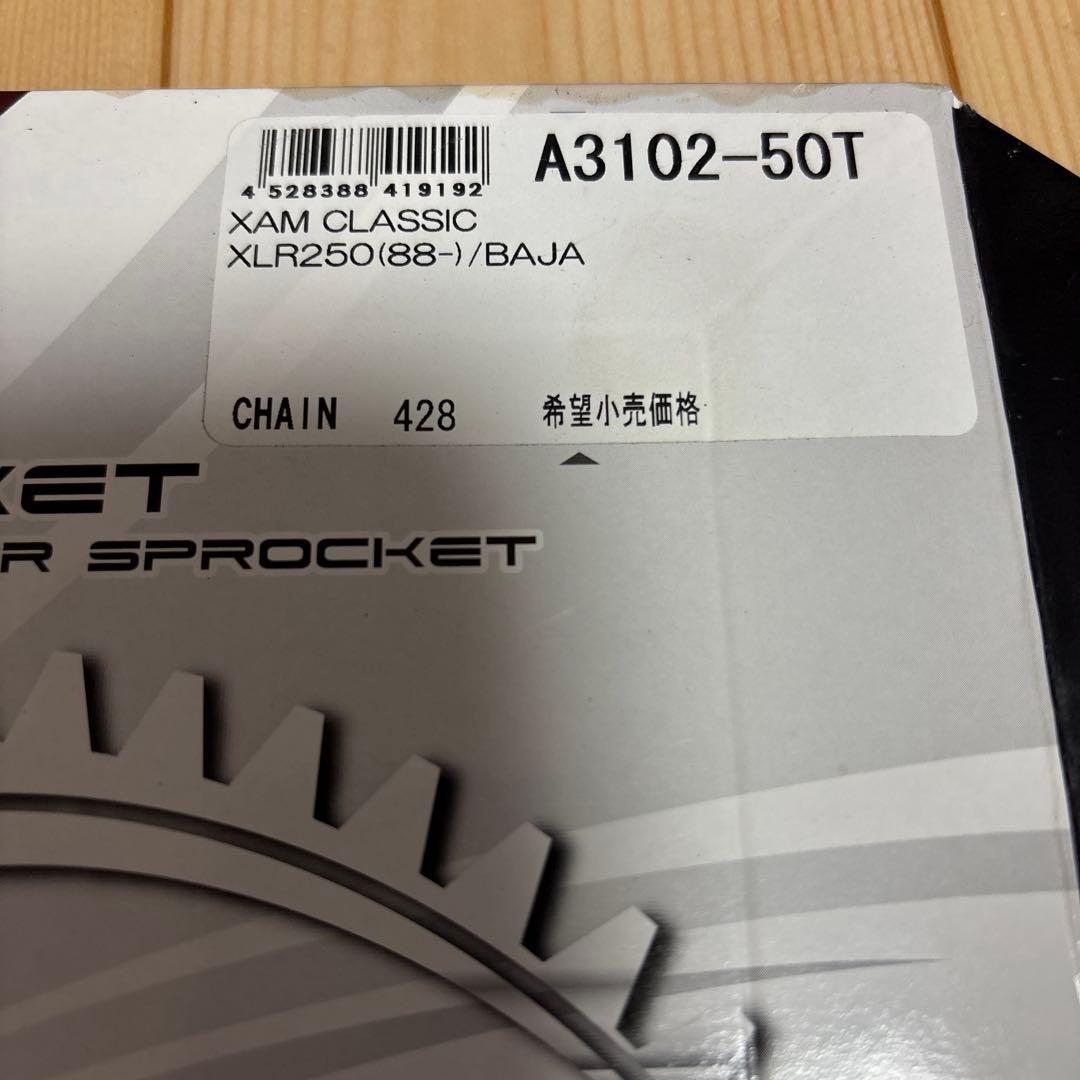 4 528388 419192
A3102-50T
XAM CLASSIC
XLR250(88-)/BAJA
CHAIN 428 希望小売価格
KET
R SPROCKET